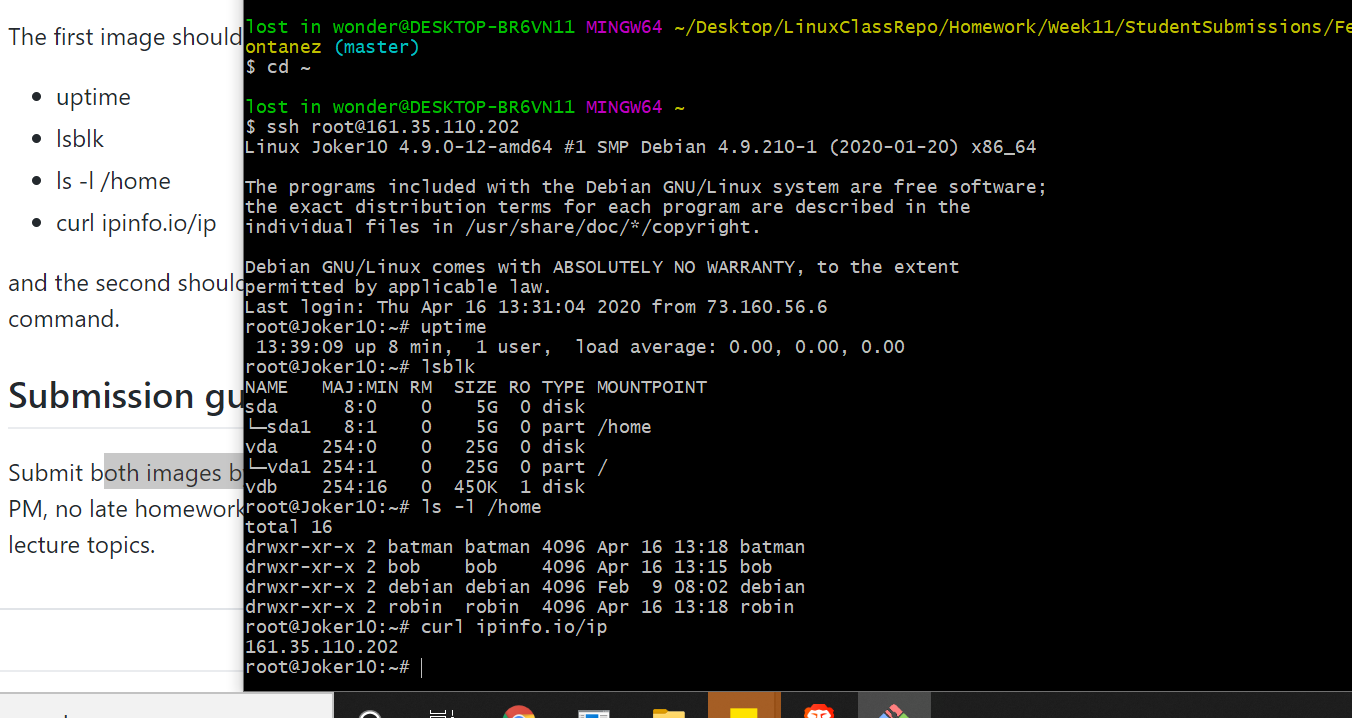 The first image should
• uptime
• lsblk
• ls -l /home
• curl ipinfo.io/ip
and the second should
command.
Submission gu
Submit both images b
PM, no late homework
lecture topics.
lost in wonder@DESKTOP-BR6VN11 MINGW64 ~/Desktop/LinuxClassRepo/Homework/Week11/StudentSubmissions/Fe
ontanez (master)
$ cd ~
lost in wonder@DESKTOP-BR6VN11 MINGW64 ~
$ ssh root@161.35.110.202
Linux Joker10 4.9.0-12-amd64 #1 SMP Debian 4.9.210-1 (2020-01-20) x86_64
The programs included with the Debian GNU/Linux system are free software;
the exact distribution terms for each program are described in the
individual files in /usr/share/doc/*/copyright.
Debian GNU/Linux comes with ABSOLUTELY NO WARRANTY, to the extent
permitted by applicable law.
Last login: Thu Apr 16 13:31:04 2020 from 73.160.56.6
root@Joker10:~# uptime
 13:39:09 up 8 min,  1 user,  load average: 0.00, 0.00, 0.00
root@Joker10:~# lsblk
NAME   MAJ:MIN RM  SIZE RO TYPE MOUNTPOINT
sda      8:0    0    5G  0 disk
└─sda1   8:1    0    5G  0 part /home
vda    254:0    0   25G  0 disk
└─vda1 254:1    0   25G  0 part /
vdb    254:16   0  450K  1 disk
root@Joker10:~# ls -l /home
total 16
drwxr-xr-x 2 batman batman 4096 Apr 16 13:18 batman
drwxr-xr-x 2 bob    bob    4096 Apr 16 13:15 bob
drwxr-xr-x 2 debian debian 4096 Feb  9 08:02 debian
drwxr-xr-x 2 robin  robin  4096 Apr 16 13:18 robin
root@Joker10:~# curl ipinfo.io/ip
161.35.110.202
root@Joker10:~#